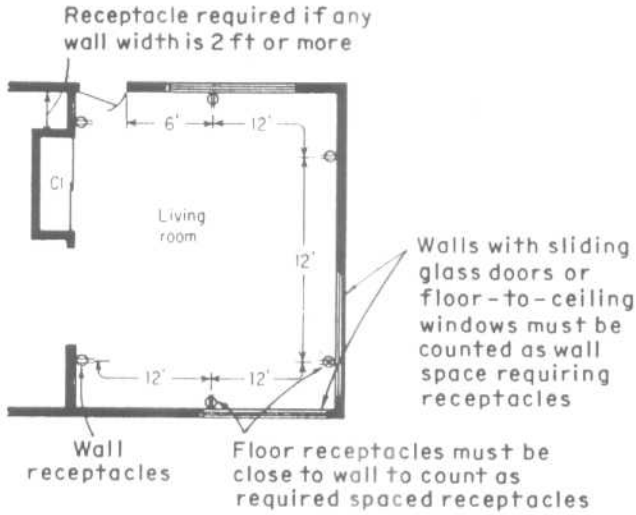 Receptacle required if any
wall width is 2 ft or more
6'
12'
Cl
Living
room
12'
Walls with sliding
glass doors or
floor-to-ceiling
windows must be
counted as wall
space requiring
receptacles
12'
12'
Wall
receptacles
Floor receptacles must be
close to wall to count as
required spaced receptacles